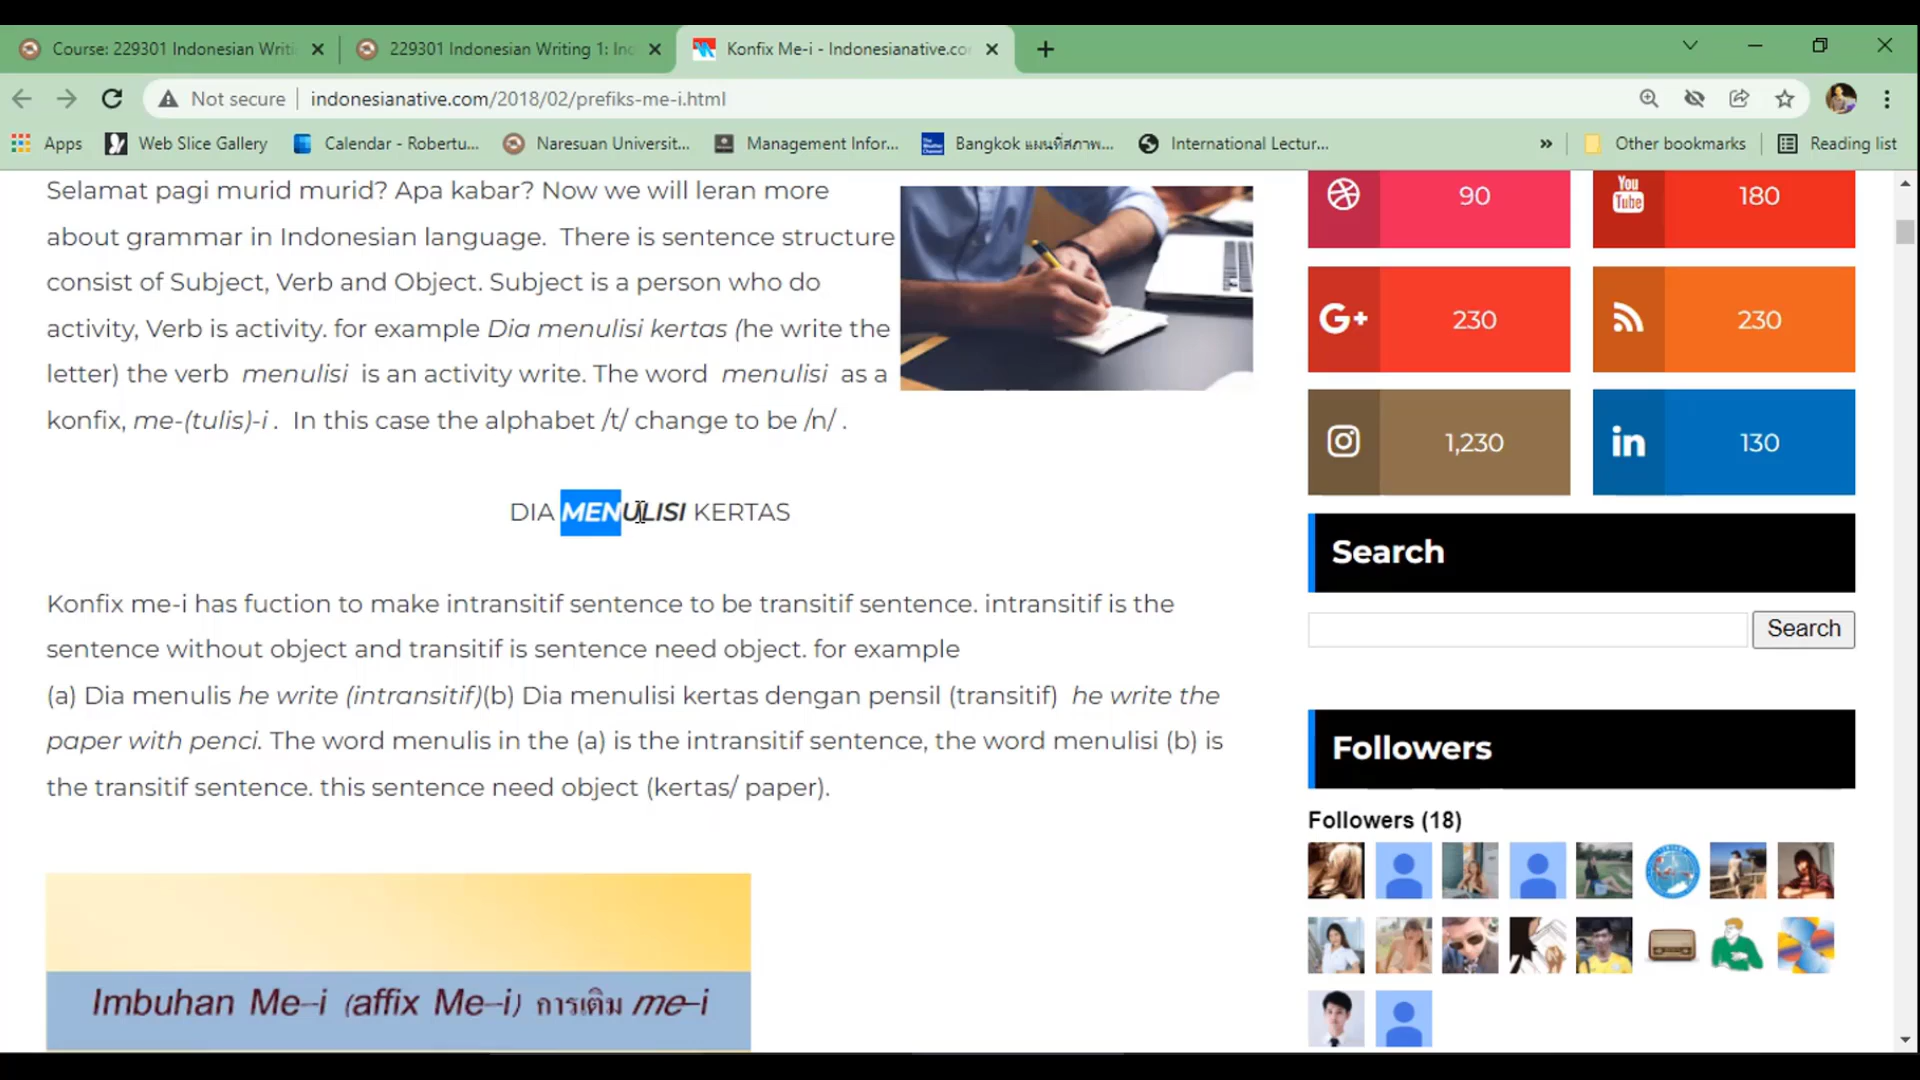 Course: 229301 Indonesian Writi
229301 Indonesian Writing 1: Inc
Konfix Me-i - Indonesianative.co
Not secure
indonesianative.com/2018/02/prefiks-me-i.html
Apps
Web Slice Gallery
Calendar - Robertu...
Naresuan Universit...
Management Infor...
Bangkok แผนที่สภาพ...
International Lectur...
»
Other bookmarks
Reading list
Selamat pagi murid murid? Apa kabar? Now we will leran more
about grammar in Indonesian language. There is sentence structure
consist of Subject, Verb and Object. Subject is a person who do
activity, Verb is activity. for example Dia menulisi kertas (he write the
letter) the verb menulisi is an activity write. The word menulisi as a
konfix, me-(tulis)-i . In this case the alphabet /t/ change to be /n/ .
DIA MENULISI KERTAS
Konfix me-i has fuction to make intransitif sentence to be transitif sentence. intransitif is the
sentence without object and transitif is sentence need object. for example
(a) Dia menulis he write (intransitif)(b) Dia menulisi kertas dengan pensil (transitif) he write the
paper with penci. The word menulis in the (a) is the intransitif sentence, the word menulisi (b) is
the transitif sentence. this sentence need object (kertas/ paper).
Imbuhan Me-i (affix Me-i) การเติม me-i
90
You Tube 180
G+ 230
230
1,230
in 130
Search
Search
Followers
Followers (18)